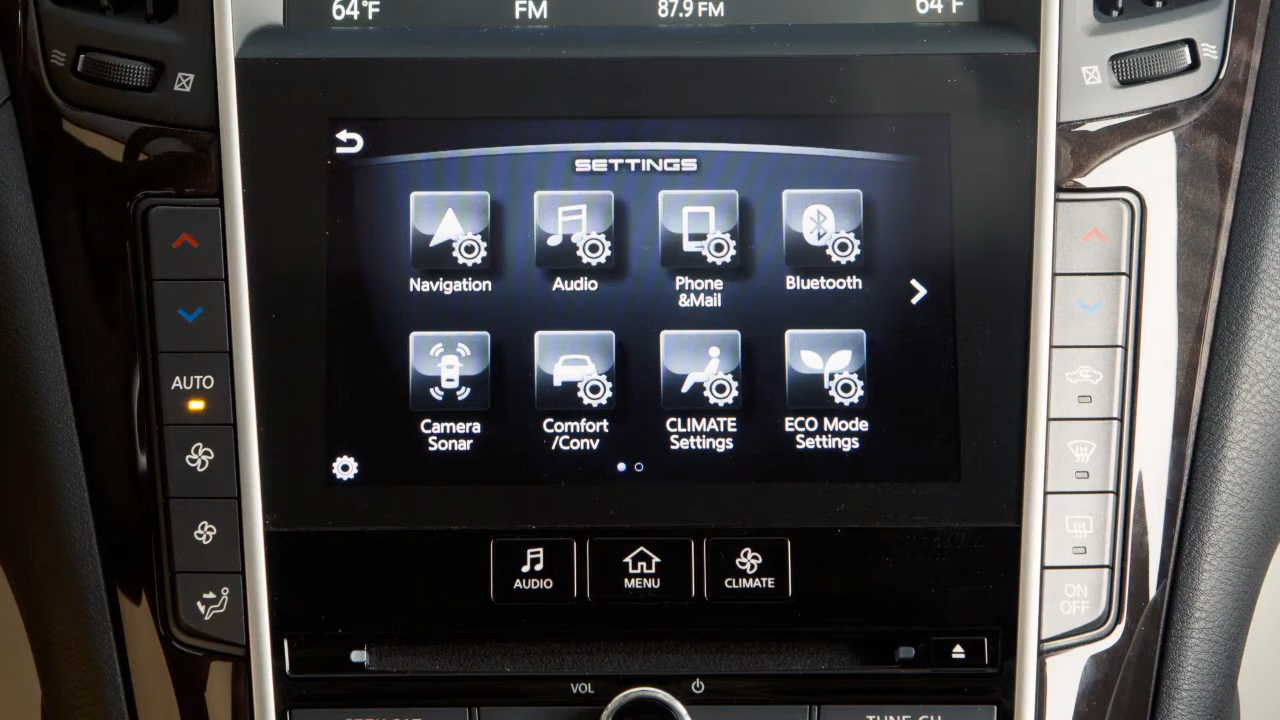 64°F FM 87.9 FM 64°F
SETTINGS
Navigation Audio Phone &Mail Bluetooth
Camera Sonar Comfort /Conv CLIMATE Settings ECO Mode Settings
AUTO
ON
OFF
AUDIO MENU CLIMATE
VOL